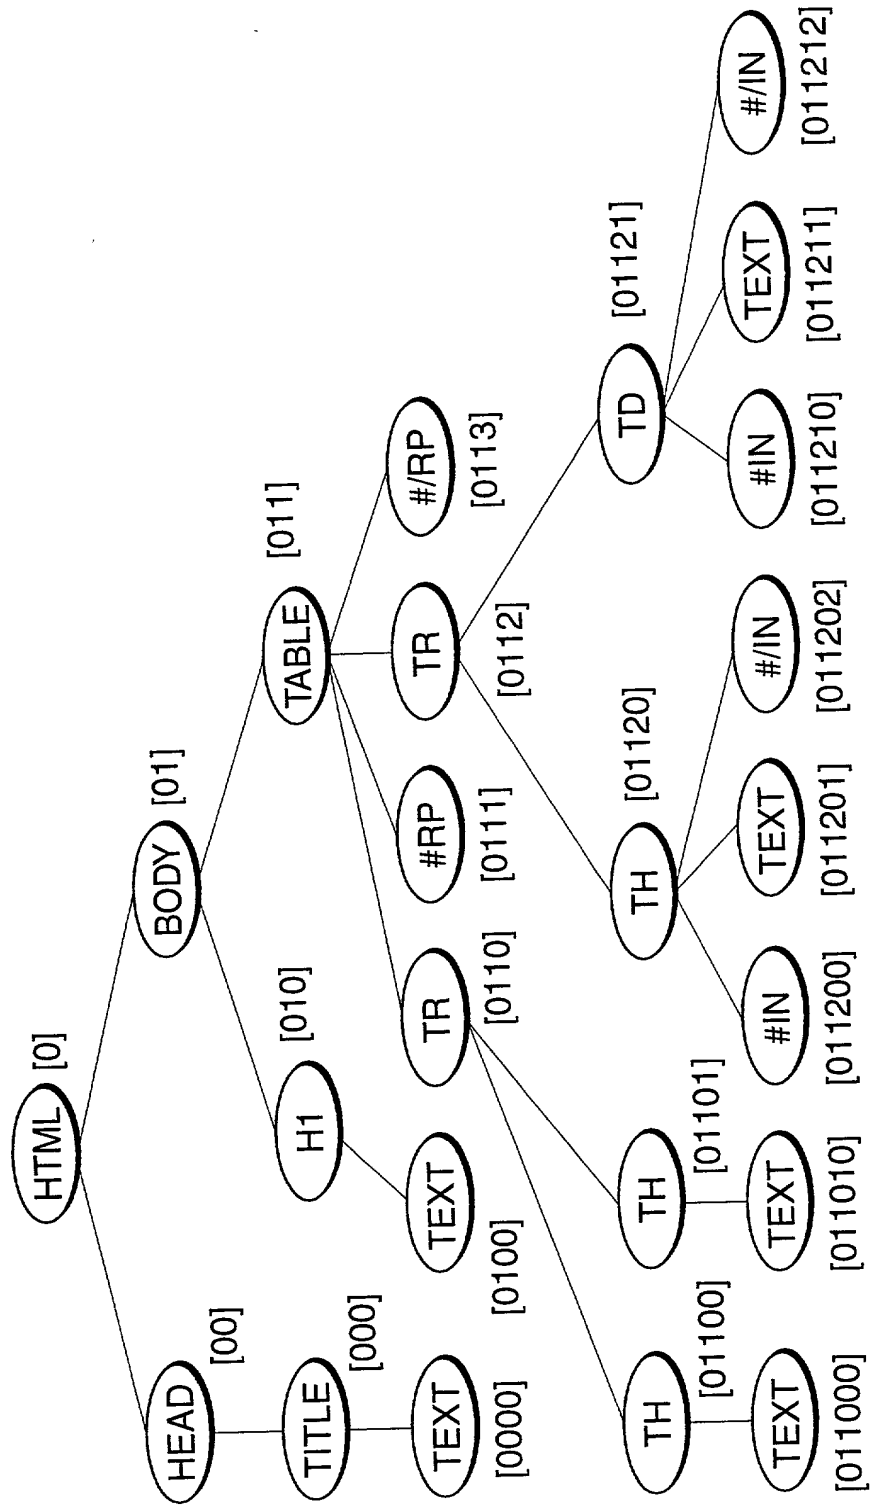 HTML [0]
HEAD [00]
BODY [01]
TITLE [000]
H1 [010]
TABLE [011]
TEXT [0000]
TEXT [0100]
TR [0110]
#RP [0111]
TR [0112]
#/RP [0113]
TH [01100]
TH [01101]
TH [01120]
TD [01121]
TEXT [011000]
TEXT [011010]
#IN [011200]
TEXT [011201]
#/IN [011202]
#IN [011210]
TEXT [011211]
#/IN [011212]